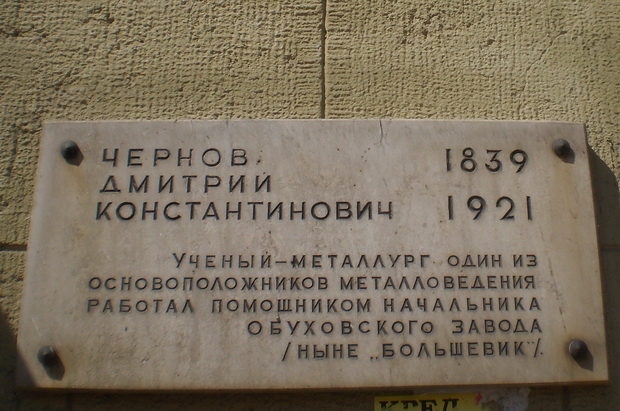 ЧЕРНОВ 1839
ДМИТРИЙ
КОНСТАНТИНОВИЧ 1921
УЧЕНЫЙ-МЕТАЛЛУРГ ОДИН ИЗ
ОСНОВОПОЛОЖНИКОВ МЕТАЛЛОВЕДЕНИЯ
РАБОТАЛ ПОМОЩНИКОМ НАЧАЛЬНИКА
ОБУХОВСКОГО ЗАВОДА
/НЫНЕ „БОЛЬШЕВИК"/.